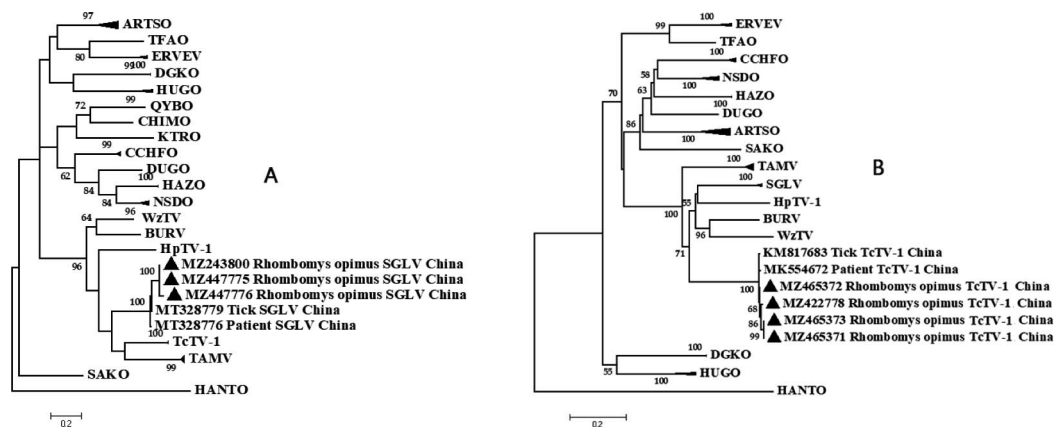 97
ARTSO
TFAO
80
ERVEV
99
100
DGKO
HUGO
99
QYBO
72
CHIMO
KTRO
99
CCHFO
62
DUGO
100
84
HAZO
84
NSDO
96
64
WzTV
BURV
96
HpTV-1
100
MZ243800 Rhombomys opimus SGLV China
MZ447775 Rhombomys opimus SGLV China
MZ447776 Rhombomys opimus SGLV China
100
MT328779 Tick SGLV China
MT328776 Patient SGLV China
100
TcTV-1
TAMV
99
SAKO
HANTO
0.2
A
100
ERVEV
99
TFAO
100
CCHFO
58
NSDO
100
70
63
HAZO
100
DUGO
86
ARTSO
100
SAKO
100
TAMV
100
SGLV
55
HpTV-1
100
BURV
96
WzTV
71
KM817683 Tick TcTV-1 China
MK554672 Patient TcTV-1 China
100
MZ465372 Rhombomys opimus TcTV-1 China
68
MZ422778 Rhombomys opimus TcTV-1 China
86
MZ465373 Rhombomys opimus TcTV-1 China
99
MZ465371 Rhombomys opimus TcTV-1 China
100
DGKO
55
HUGO
100
HANTO
0.2
B